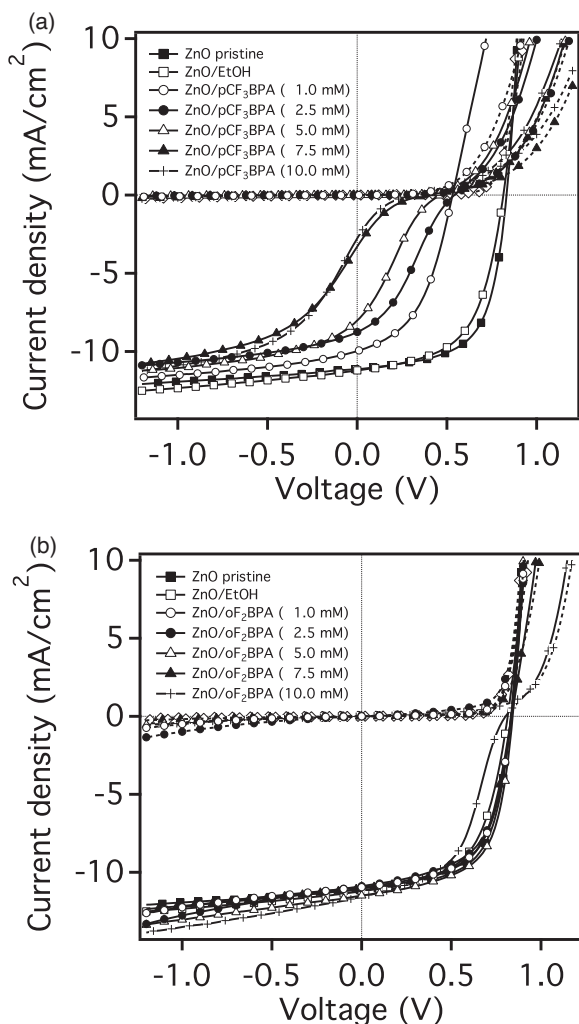 (a)
10
5
0
-5
-10
Current density (mA/cm²)
ZnO pristine
ZnO/EtOH
ZnO/pCF₃BPA ( 1.0 mM)
ZnO/pCF₃BPA ( 2.5 mM)
ZnO/pCF₃BPA ( 5.0 mM)
ZnO/pCF₃BPA ( 7.5 mM)
ZnO/pCF₃BPA (10.0 mM)
-1.0 -0.5 0.0 0.5 1.0
Voltage (V)
(b)
10
5
0
-5
-10
Current density (mA/cm²)
ZnO pristine
ZnO/EtOH
ZnO/oF₂BPA ( 1.0 mM)
ZnO/oF₂BPA ( 2.5 mM)
ZnO/oF₂BPA ( 5.0 mM)
ZnO/oF₂BPA ( 7.5 mM)
ZnO/oF₂BPA (10.0 mM)
-1.0 -0.5 0.0 0.5 1.0
Voltage (V)